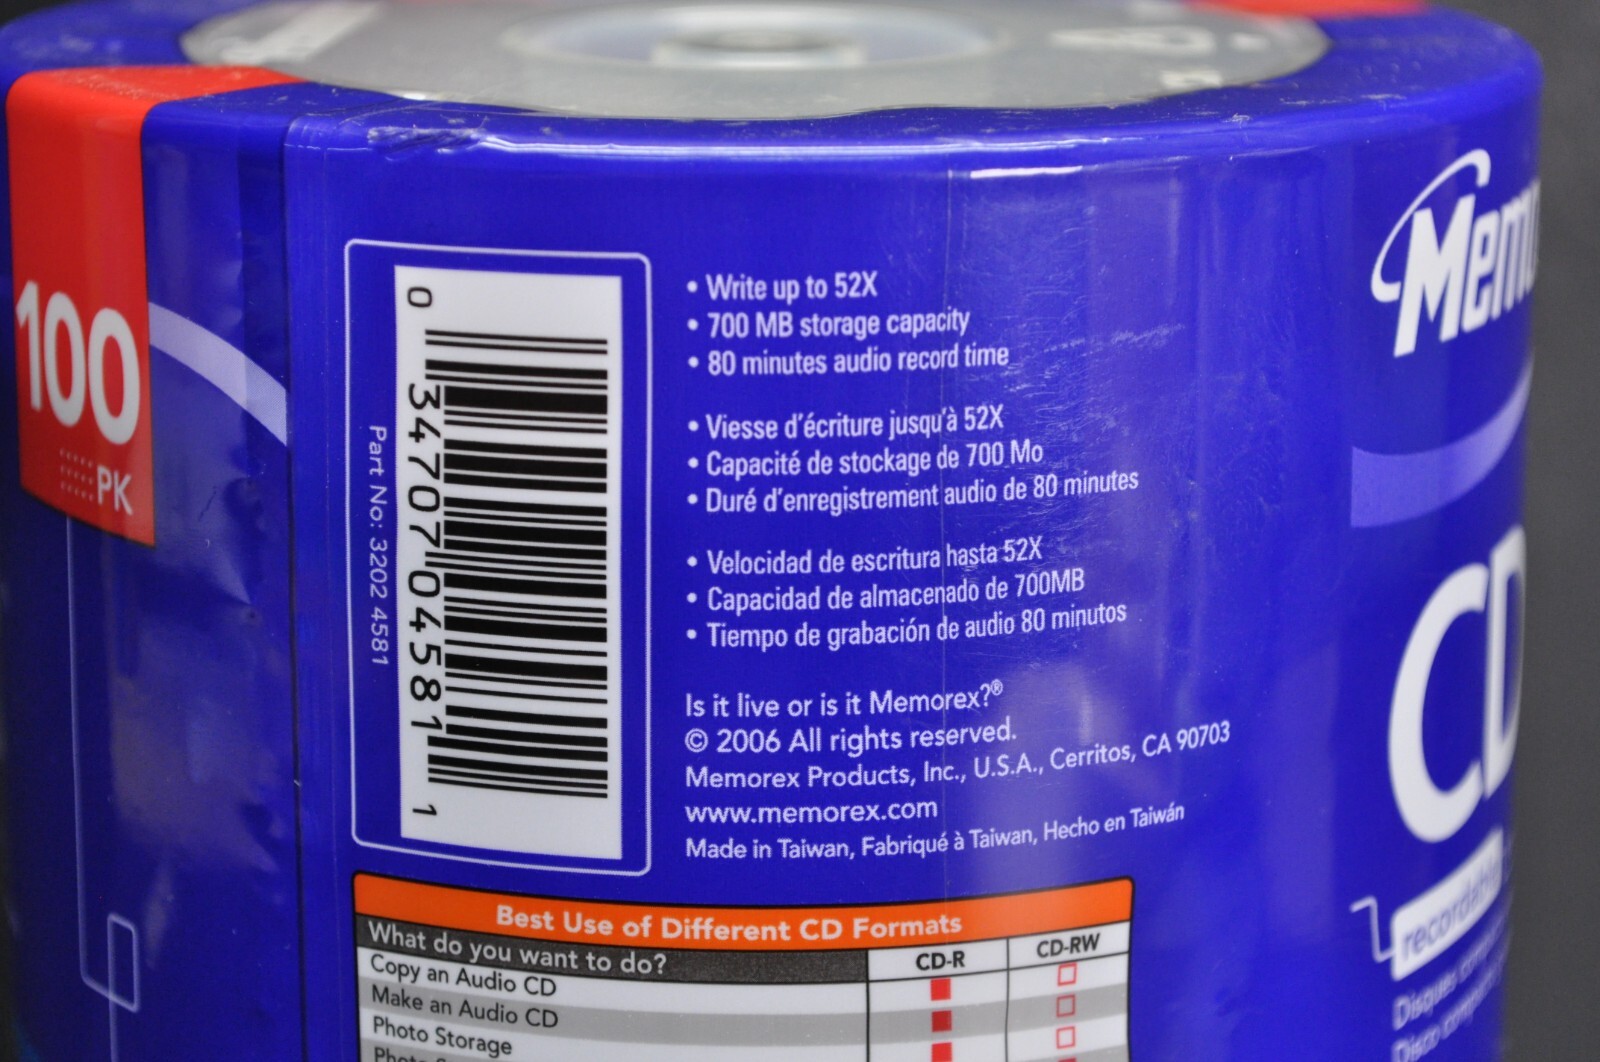 100
PK
Part No: 3202 4581
0 34707 04581 1
• Write up to 52X
• 700 MB storage capacity
• 80 minutes audio record time
• Viesse d'écriture jusqu'à 52X
• Capacité de stockage de 700 Mo
• Duré d'enregistrement audio de 80 minutes
• Velocidad de escritura hasta 52X
• Capacidad de almacenado de 700MB
• Tiempo de grabación de audio 80 minutos
Is it live or is it Memorex?®
© 2006 All rights reserved.
Memorex Products, Inc., U.S.A., Cerritos, CA 90703
www.memorex.com
Made in Taiwan, Fabriqué à Taiwan, Hecho en Taiwán
Best Use of Different CD Formats
What do you want to do? CD-R CD-RW
Copy an Audio CD
Make an Audio CD
Photo Storage
Photo
CD
recordable
Disques
Disco